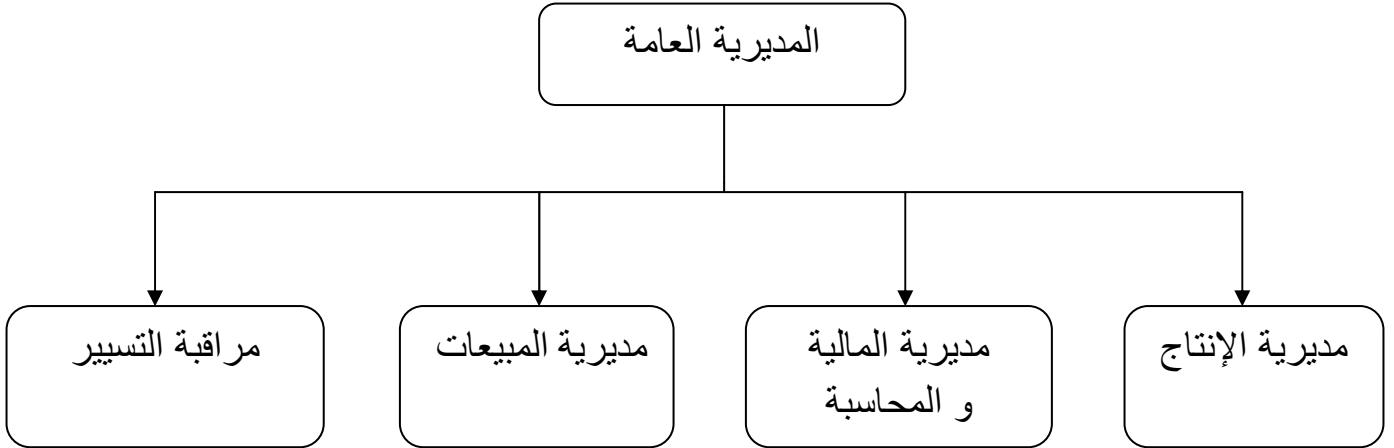 المديرية العامة
مديرية الإنتاج
مديرية المالية
و المحاسبة
مديرية المبيعات
مراقبة التسيير